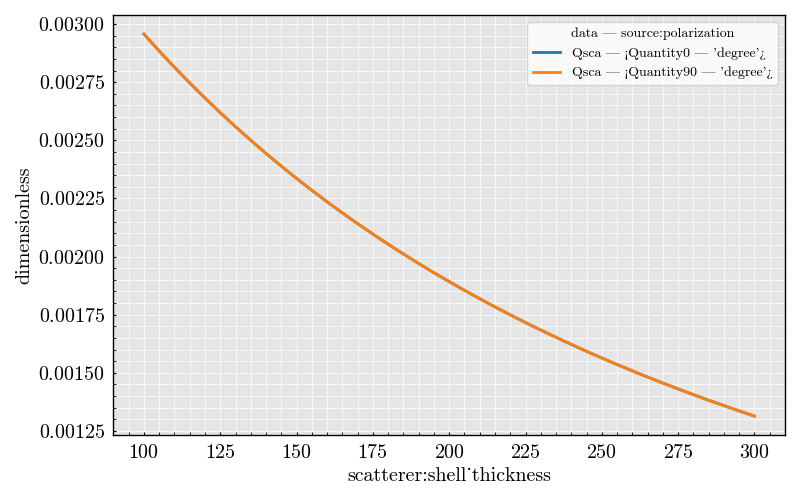 0.00300
0.00275
0.00250
0.00225
0.00200
0.00175
0.00150
0.00125
dimensionless
data — source:polarization
Qsca — ¡Quantity0 — 'degree'¿
Qsca — ¡Quantity90 — 'degree'¿
100 125 150 175 200 225 250 275 300
scatterer:shell˙thickness